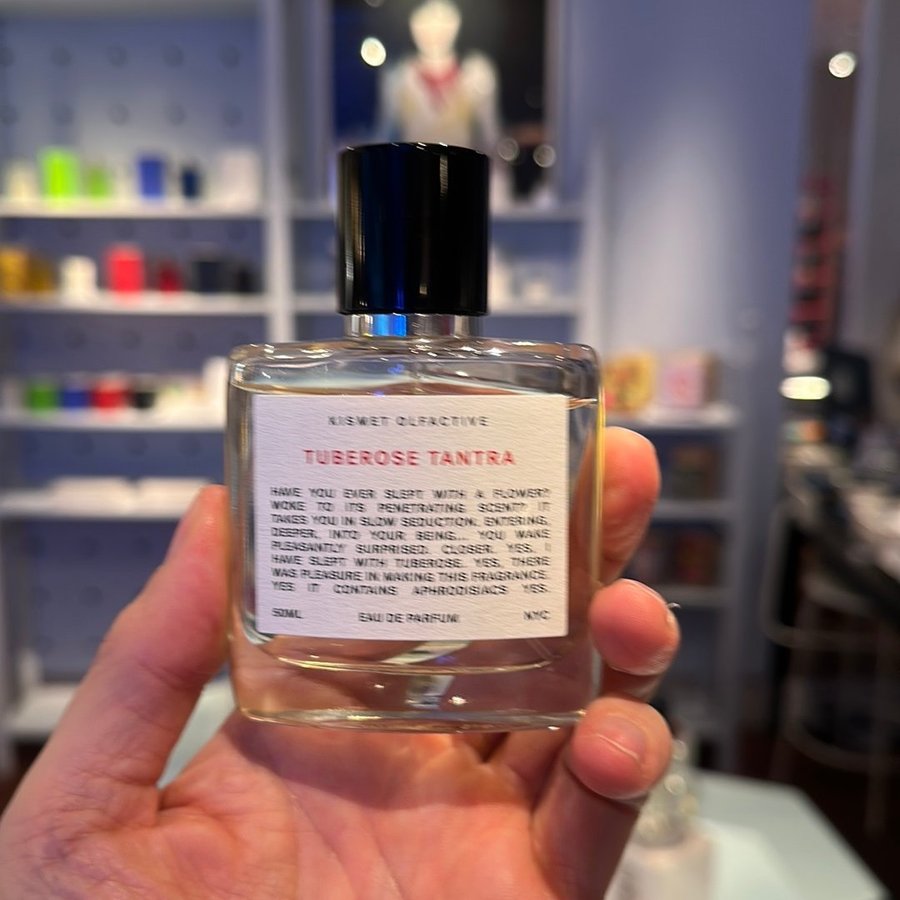 KISMET OLFACTIVE
TUBEROSE TANTRA
HAVE YOU EVER SLEPT WITH A FLOWER?
WOKE TO ITS PENETRATING SCENT? IT
TAKES YOU IN SLOW SEDUCTION. ENTERING,
DEEPER, INTO YOUR BEING... YOU WAKE
PLEASANTLY SURPRISED. CLOSER. YES. I
HAVE SLEPT WITH TUBEROSE. YES, THERE
WAS PLEASURE IN MAKING THIS FRAGRANCE.
YES IT CONTAINS APHRODISIACS YES.
50ML EAU DE PARFUM NYC